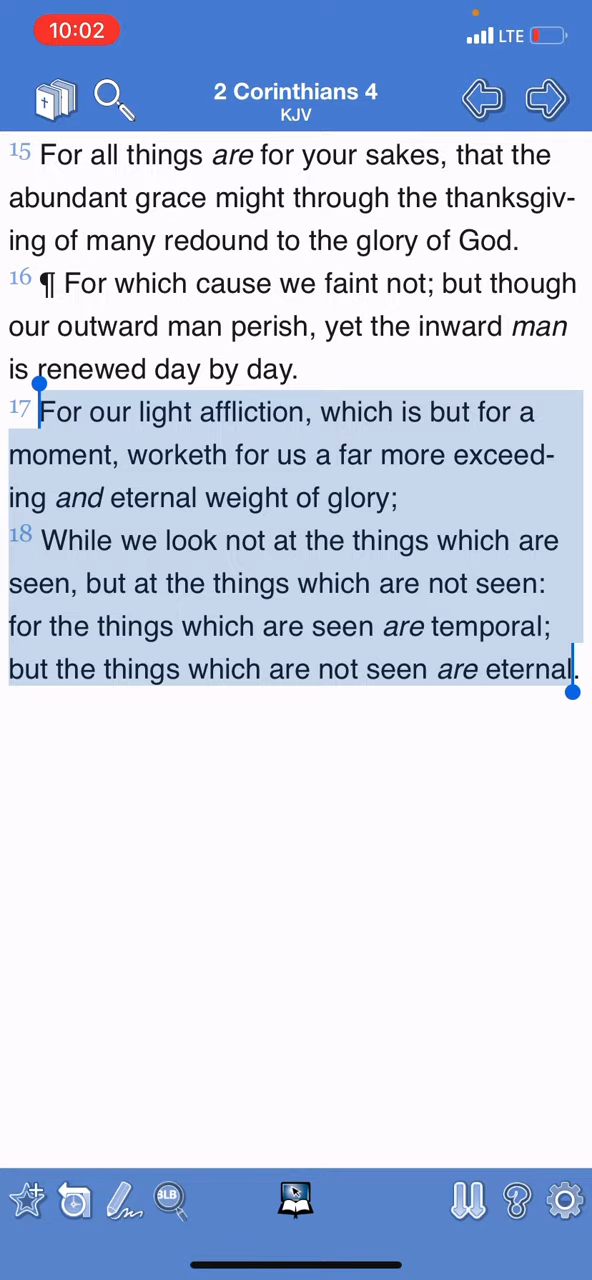 10:02
LTE
2 Corinthians 4
KJV
15 For all things are for your sakes, that the
abundant grace might through the thanksgiv-
ing of many redound to the glory of God.
16 ¶ For which cause we faint not; but though
our outward man perish, yet the inward man
is renewed day by day.
17 For our light affliction, which is but for a
moment, worketh for us a far more exceed-
ing and eternal weight of glory;
18 While we look not at the things which are
seen, but at the things which are not seen:
for the things which are seen are temporal;
but the things which are not seen are eternal.
BLB